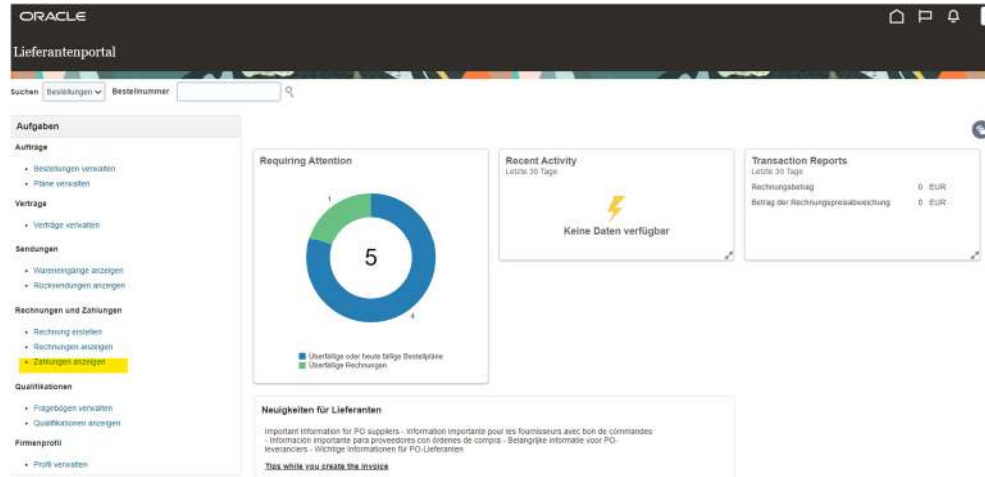 ORACLE
Lieferantenportal
Suchen Bestellungen Bestellnummer
Aufgaben
Aufträge
Bestellungen verwalten
Pläne verwalten
Verträge
Verträge verwalten
Sendungen
Wareneingänge anzeigen
Rücksendungen anzeigen
Rechnungen und Zahlungen
Rechnung erstellen
Rechnungen anzeigen
Zahlungen anzeigen
Qualifikationen
Fragebögen verwalten
Qualifikationen anzeigen
Firmenprofil
Profil verwalten
Requiring Attention
1
5
4
Überfällige oder heute fällige Bestellpläne
Überfällige Rechnungen
Recent Activity
Letzte 30 Tage
Keine Daten verfügbar
Transaction Reports
Letzte 30 Tage
Rechnungsbetrag 0 EUR
Betrag der Rechnungspreisabweichung 0 EUR
Neuigkeiten für Lieferanten
Important Information for PO suppliers - Information importante pour les fournisseurs avec bon de commandes
- Información importante para proveedores con órdenes de compra - Belangrijke informatie voor PO-
leveranciers - Wichtige Informationen für PO-Lieferanten
Tips while you create the invoice